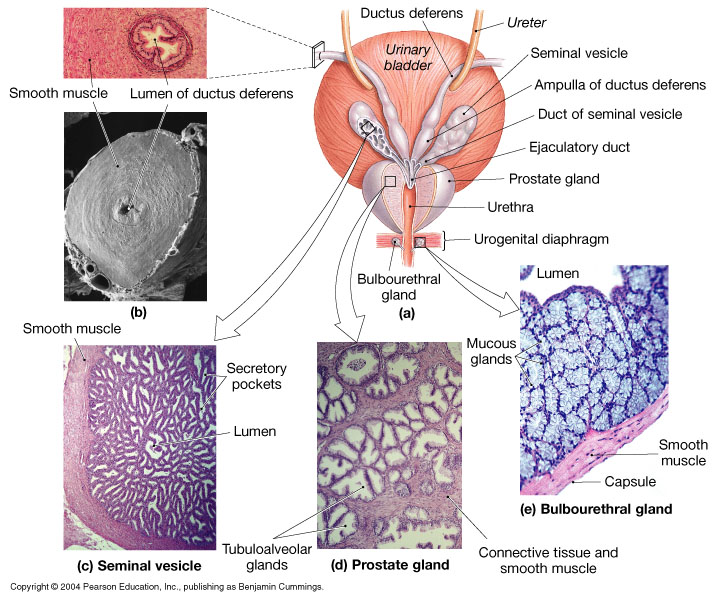 Ductus deferens
Ureter
Urinary
bladder
Seminal vesicle
Ampulla of ductus deferens
Duct of seminal vesicle
Ejaculatory duct
Prostate gland
Urethra
Urogenital diaphragm
Bulbourethral
gland
(a)
Smooth muscle
Lumen of ductus deferens
(b)
Smooth muscle
Secretory
pockets
Lumen
(c) Seminal vesicle
Tubuloalveolar
glands
(d) Prostate gland
Connective tissue and
smooth muscle
Lumen
Mucous
glands
Smooth
muscle
Capsule
(e) Bulbourethral gland
Copyright © 2004 Pearson Education, Inc., publishing as Benjamin Cummings.